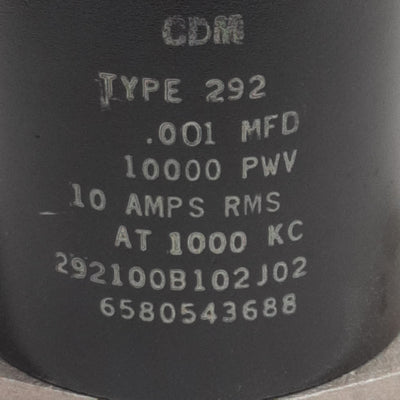 CDM
TYPE 292
.001 MFD
10000 PWV
10 AMPS RMS
AT 1000 KC
292100B102J02
6580543688